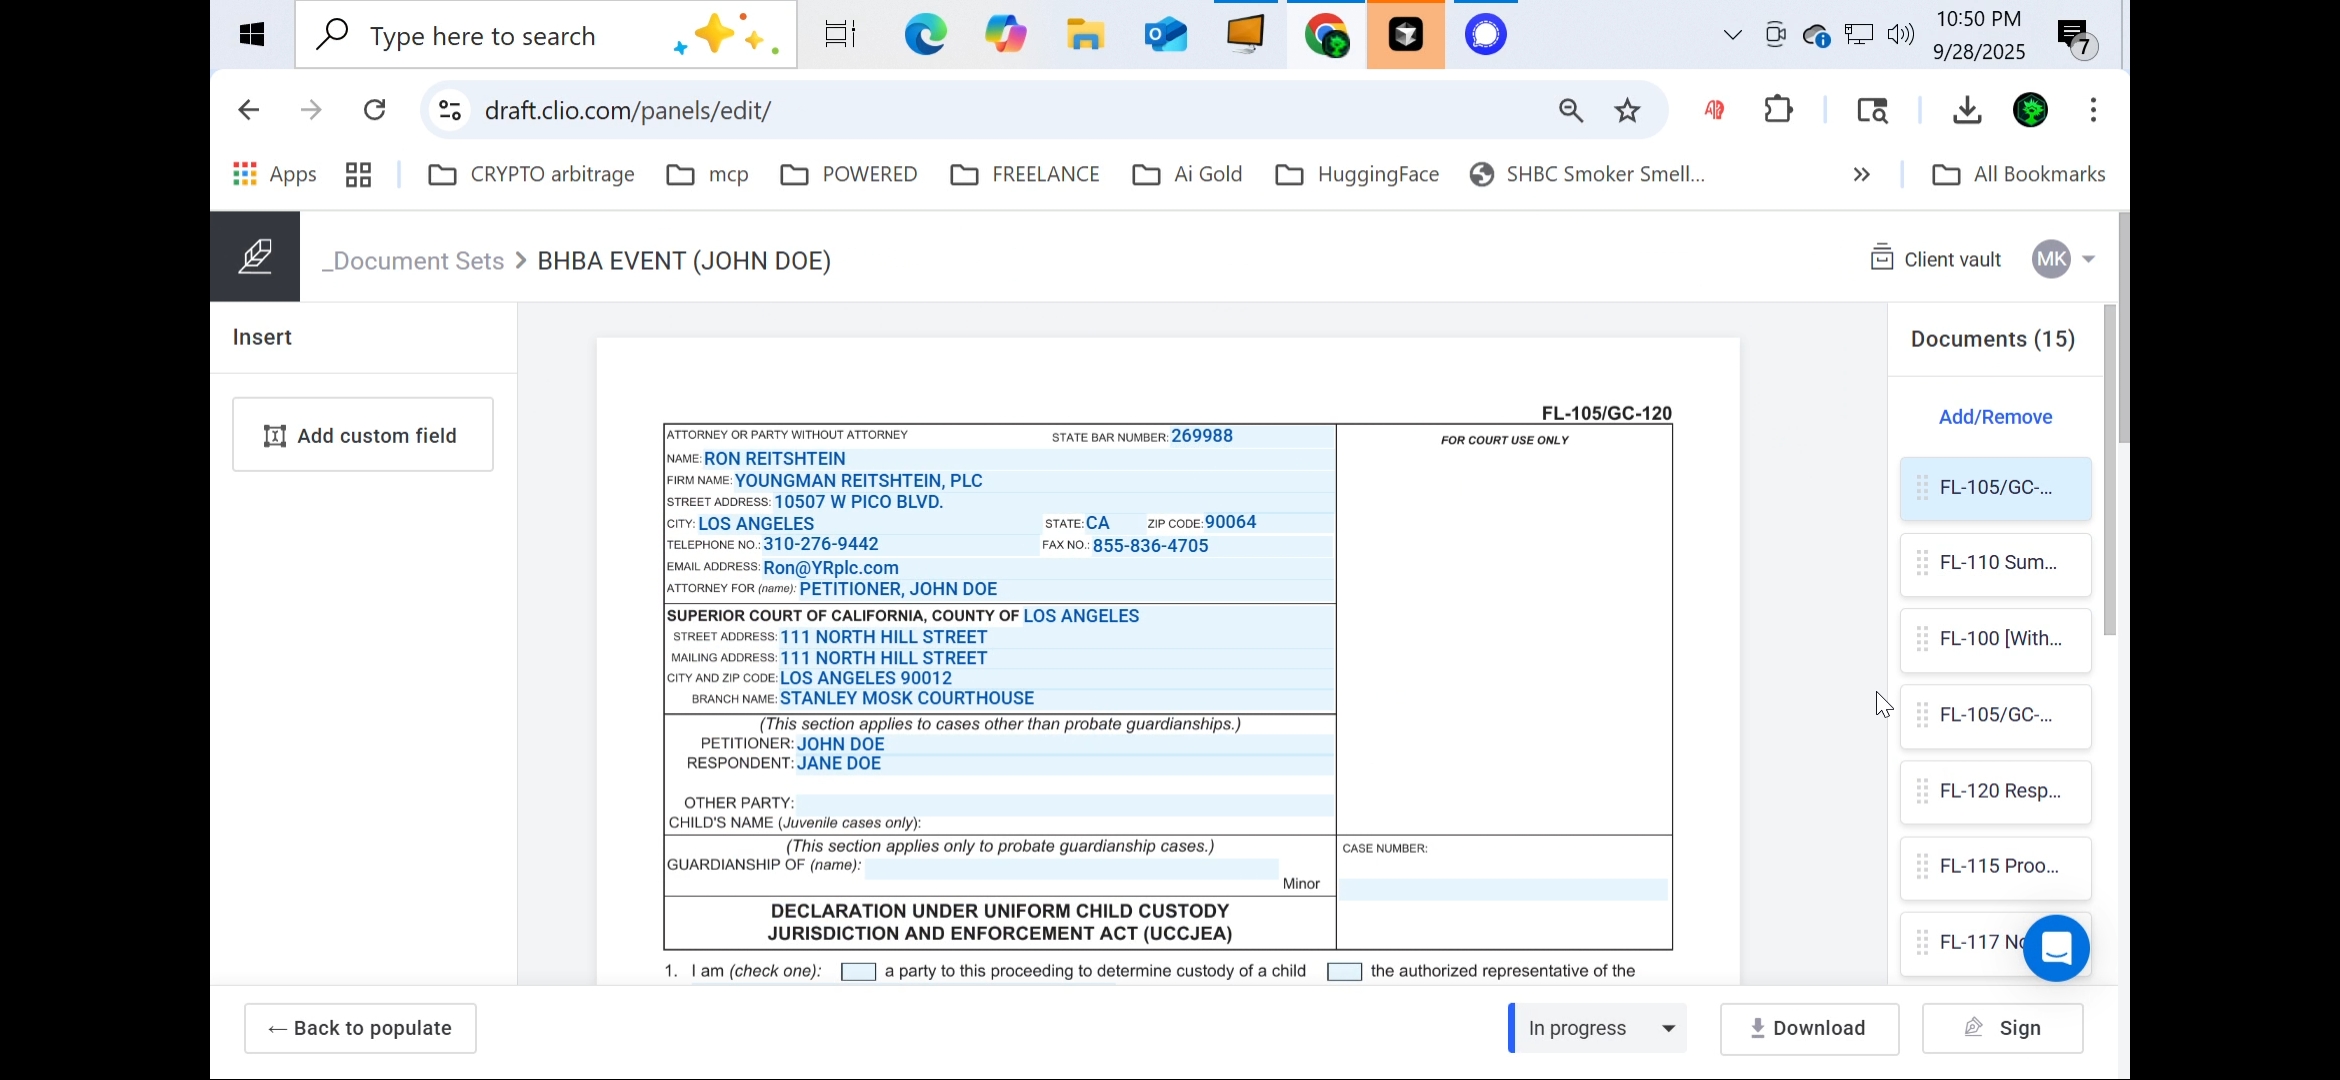 Type here to search
10:50 PM
9/28/2025
7
draft.clio.com/panels/edit/
Apps
CRYPTO arbitrage
mcp
POWERED
FREELANCE
Ai Gold
HuggingFace
SHBC Smoker Smell...
All Bookmarks
_Document Sets > BHBA EVENT (JOHN DOE)
Client vault
MK
Insert
Add custom field
Documents (15)
Add/Remove
FL-105/GC-...
FL-110 Sum...
FL-100 [With...
FL-105/GC-...
FL-120 Resp...
FL-115 Proo...
FL-117 No
FL-105/GC-120
ATTORNEY OR PARTY WITHOUT ATTORNEY STATE BAR NUMBER: 269988
FOR COURT USE ONLY
NAME: RON REITSHTEIN
FIRM NAME: YOUNGMAN REITSHTEIN, PLC
STREET ADDRESS: 10507 W PICO BLVD.
CITY: LOS ANGELES STATE: CA ZIP CODE: 90064
TELEPHONE NO.: 310-276-9442 FAX NO.: 855-836-4705
EMAIL ADDRESS: Ron@YRplc.com
ATTORNEY FOR (name): PETITIONER, JOHN DOE
SUPERIOR COURT OF CALIFORNIA, COUNTY OF LOS ANGELES
STREET ADDRESS: 111 NORTH HILL STREET
MAILING ADDRESS: 111 NORTH HILL STREET
CITY AND ZIP CODE: LOS ANGELES 90012
BRANCH NAME: STANLEY MOSK COURTHOUSE
(This section applies to cases other than probate guardianships.)
PETITIONER: JOHN DOE
RESPONDENT: JANE DOE
OTHER PARTY:
CHILD'S NAME (Juvenile cases only):
(This section applies only to probate guardianship cases.)
GUARDIANSHIP OF (name):
Minor
CASE NUMBER:
DECLARATION UNDER UNIFORM CHILD CUSTODY
JURISDICTION AND ENFORCEMENT ACT (UCCJEA)
1. I am (check one): a party to this proceeding to determine custody of a child the authorized representative of the
← Back to populate
In progress
Download
Sign